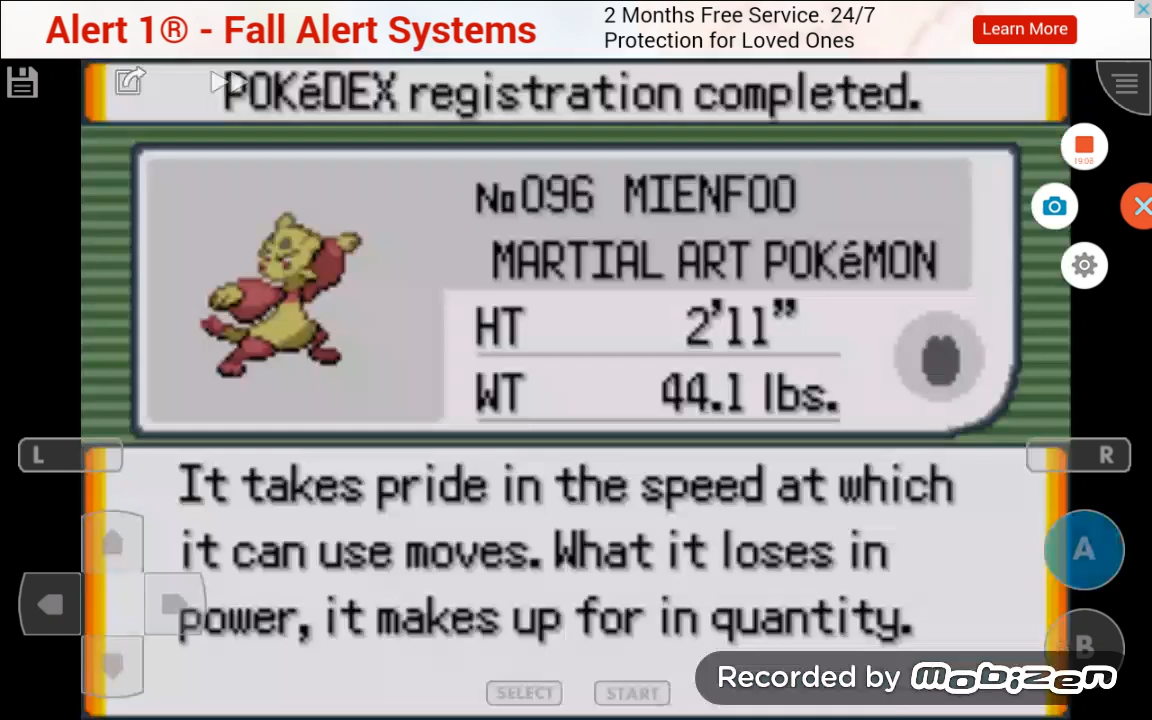 Alert 1® - Fall Alert Systems
2 Months Free Service. 24/7
Protection for Loved Ones
Learn More
POKéDEX registration completed.
19:08
No096 MIENFOO
MARTIAL ART POKéMON
HT 2'11"
WT 44.1 lbs.
L
R
It takes pride in the speed at which
it can use moves. What it loses in
power, it makes up for in quantity.
A
B
SELECT START
Recorded by mobizen